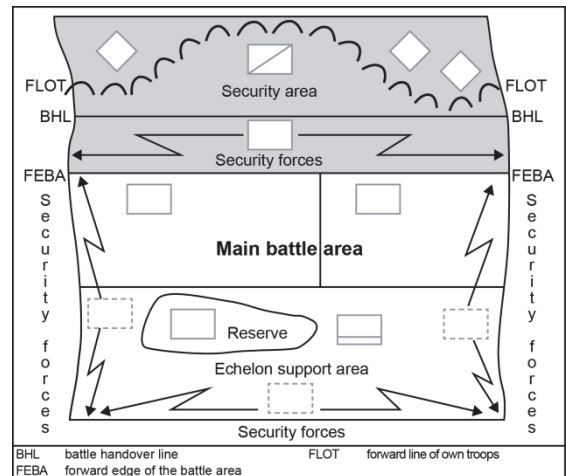 FLOT
FLOT
Security area
BHL
BHL
Security forces
FEBA
FEBA
Security forces
Security forces
Main battle area
Reserve
Echelon support area
Security forces
BHL battle handover line FLOT forward line of own troops
FEBA forward edge of the battle area